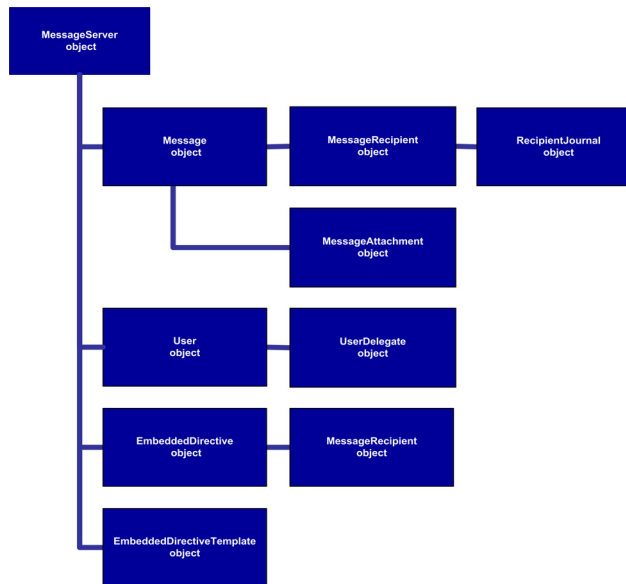 MessageServer
object
Message
object
MessageRecipient
object
RecipientJournal
object
MessageAttachment
object
User
object
UserDelegate
object
EmbeddedDirective
object
MessageRecipient
object
EmbeddedDirectiveTemplate
object